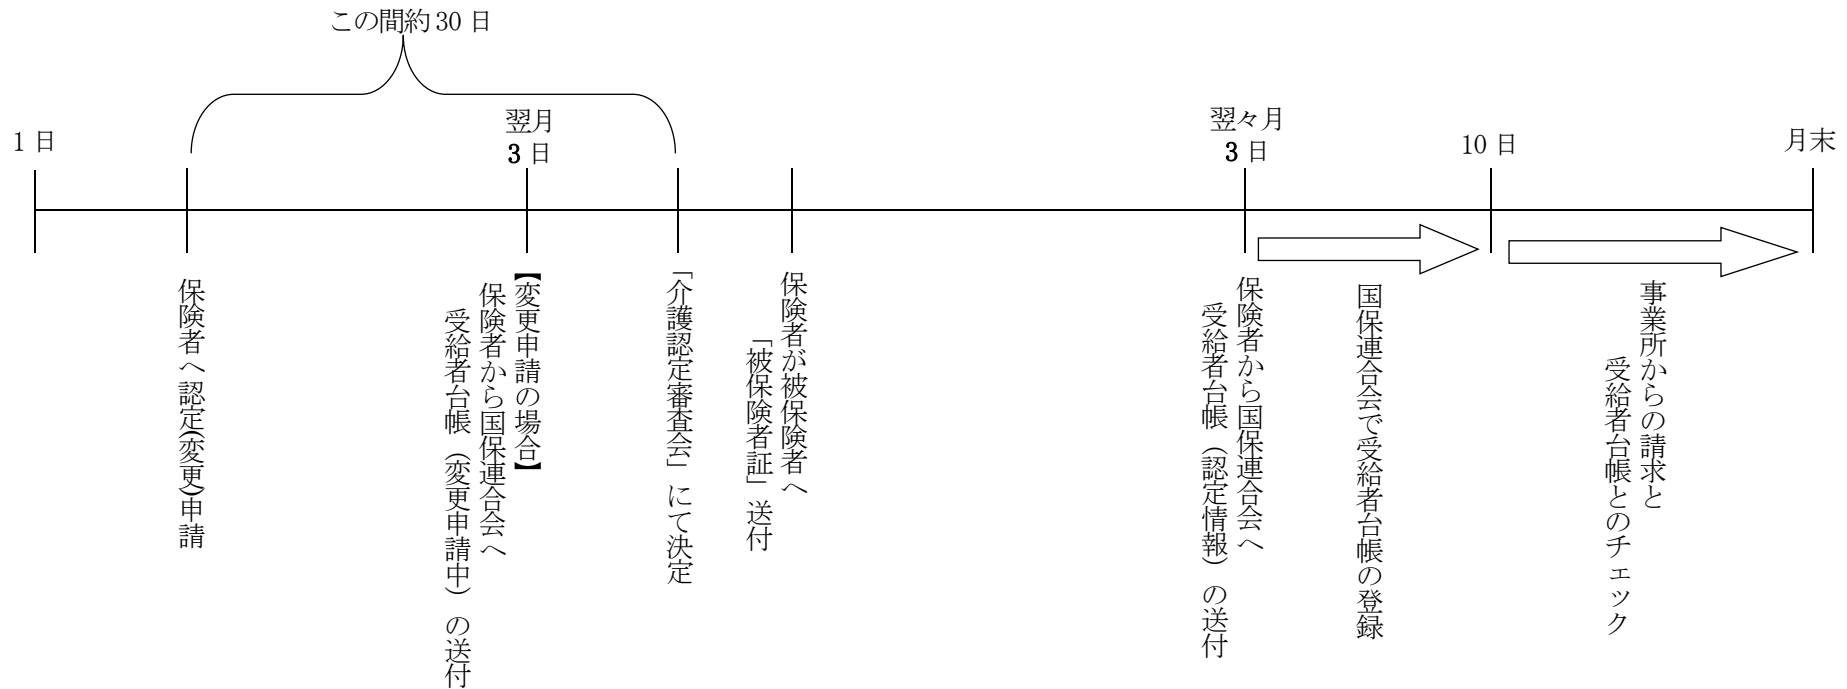 この間約30日
1日
翌月
3日
翌々月
3日
10日
月末
保険者へ認定(変更)申請
【変更申請の場合】
保険者から国保連合会へ
受給者台帳（変更申請中）の送付
「介護認定審査会」にて決定
保険者が被保険者へ
「被保険者証」送付
保険者から国保連合会へ
受給者台帳（認定情報）の送付
国保連合会で受給者台帳の登録
事業所からの請求と
受給者台帳とのチェック